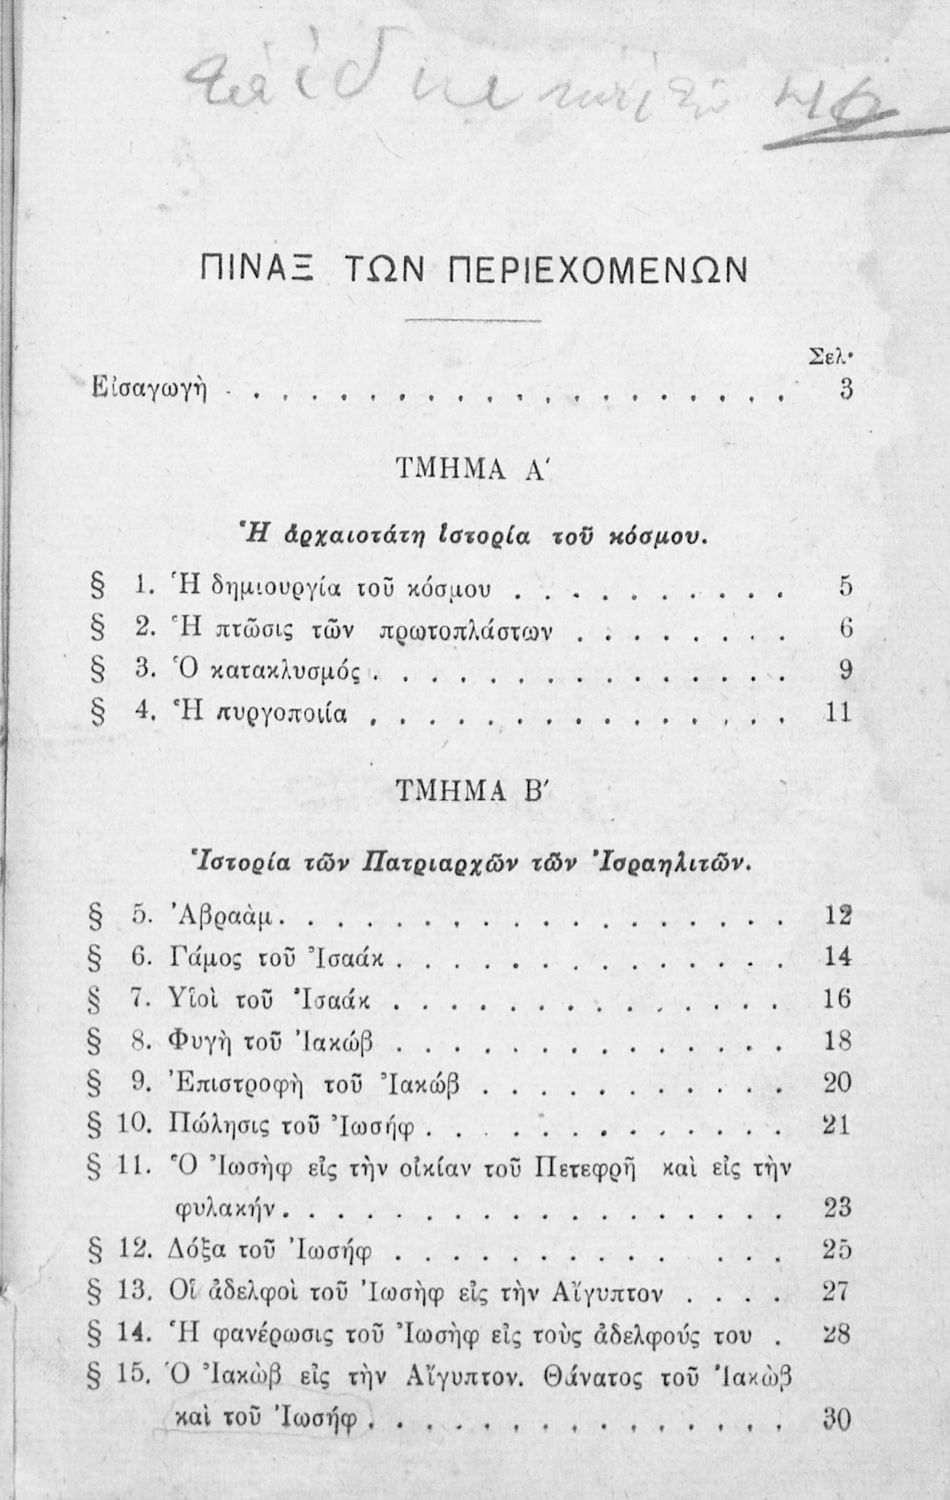 ΠΙΝΑΞ ΤΩΝ ΠΕΡΙΕΧΟΜΕΝΩΝ
Σελ.
Εἰσαγωγὴ . . . . . . . . . . . . . . . . . . . . 3
ΤΜΗΜΑ Α΄
Ἡ ἀρχαιοτάτη ἱστορία τοῦ κόσμου.
§ 1. Ἡ δημιουργία τοῦ κόσμου . . . . . . . . . . 5
§ 2. Ἡ πτῶσις τῶν πρωτοπλάστων . . . . . . . . 6
§ 3. Ὁ κατακλυσμός . . . . . . . . . . . . . . . 9
§ 4. Ἡ πυργοποιία . . . . . . . . . . . . . . . 11
ΤΜΗΜΑ Β΄
Ἱστορία τῶν Πατριαρχῶν τῶν Ἰσραηλιτῶν.
§ 5. Ἀβραὰμ . . . . . . . . . . . . . . . . . . 12
§ 6. Γάμος τοῦ Ἰσαάκ . . . . . . . . . . . . . . 14
§ 7. Υἱοὶ τοῦ Ἰσαάκ . . . . . . . . . . . . . . 16
§ 8. Φυγὴ τοῦ Ἰακώβ . . . . . . . . . . . . . . 18
§ 9. Ἐπιστροφὴ τοῦ Ἰακώβ . . . . . . . . . . . 20
§ 10. Πώλησις τοῦ Ἰωσήφ . . . . . . . . . . . . . 21
§ 11. Ὁ Ἰωσὴφ εἰς τὴν οἰκίαν τοῦ Πετεφρῆ καὶ εἰς τὴν
φυλακήν . . . . . . . . . . . . . . . . . . 23
§ 12. Δόξα τοῦ Ἰωσήφ . . . . . . . . . . . . . 25
§ 13. Οἱ ἀδελφοὶ τοῦ Ἰωσὴφ εἰς τὴν Αἴγυπτον . . . . 27
§ 14. Ἡ φανέρωσις τοῦ Ἰωσὴφ εἰς τοὺς ἀδελφούς του . 28
§ 15. Ὁ Ἰακὼβ εἰς τὴν Αἴγυπτον. Θάνατος τοῦ Ἰακὼβ
καὶ τοῦ Ἰωσήφ . . . . . . . . . . . . . . . 30